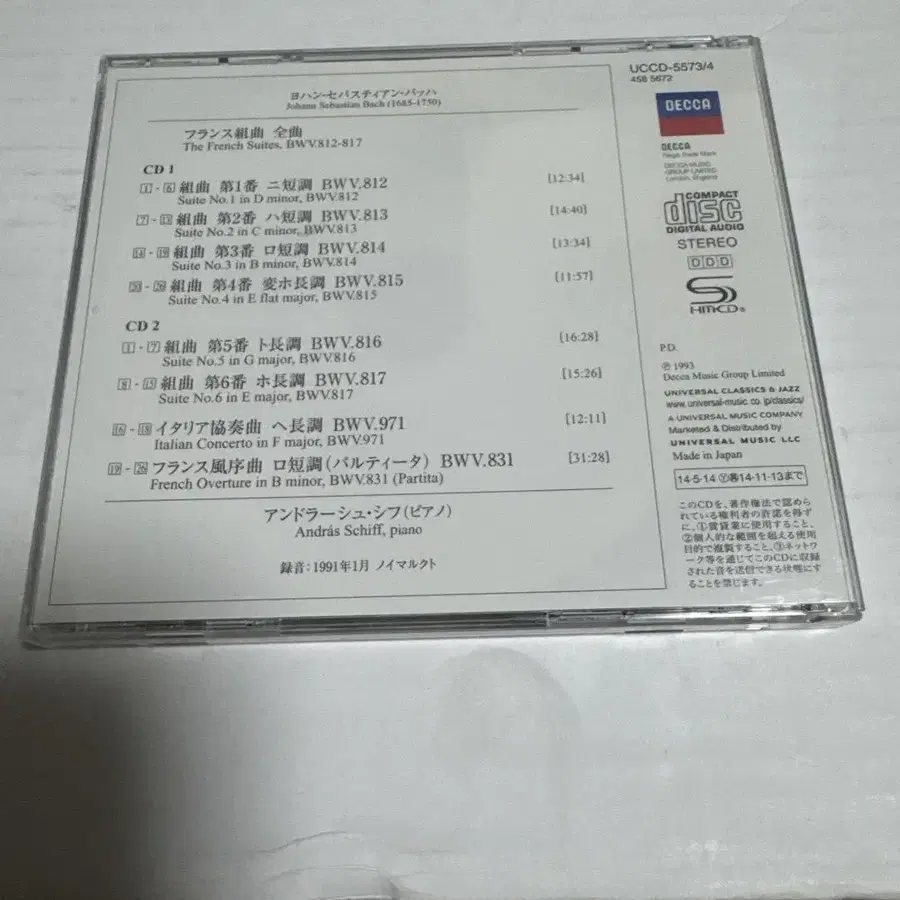 ヨハン・セバスティアン・バッハ
Johann Sebastian Bach (1685-1750)
フランス組曲 全曲
The French Suites, BWV.812-817
CD 1
1 - 6 組曲 第1番 ニ短調 BWV.812 [12:34]
Suite No.1 in D minor, BWV.812
7 - 13 組曲 第2番 ハ短調 BWV.813 [14:40]
Suite No.2 in C minor, BWV.813
14 - 19 組曲 第3番 ロ短調 BWV.814 [13:34]
Suite No.3 in B minor, BWV.814
20 - 26 組曲 第4番 変ホ長調 BWV.815 [11:57]
Suite No.4 in E flat major, BWV.815
CD 2
1 - 7 組曲 第5番 ト長調 BWV.816 [16:28]
Suite No.5 in G major, BWV.816
8 - 15 組曲 第6番 ホ長調 BWV.817 [15:26]
Suite No.6 in E major, BWV.817
16 - 18 イタリア協奏曲 ヘ長調 BWV.971 [12:11]
Italian Concerto in F major, BWV.971
19 - 26 フランス風序曲 ロ短調(パルティータ) BWV.831 [31:28]
French Overture in B minor, BWV.831 (Partita)
アンドラーシュ・シフ(ピアノ)
András Schiff, piano
録音:1991年1月 ノイマルクト
UCCD-5573/4
458 5672
DECCA
DECCA
Regis Trade Mark
DECCA MUSIC
GROUP LIMITED
London, England
COMPACT
disc
DIGITAL AUDIO
STEREO
D D D
S
HMCD®
P.D.
℗ 1993
Decca Music Group Limited
UNIVERSAL CLASSICS & JAZZ
www.universal-music.co.jp/classics/
A UNIVERSAL MUSIC COMPANY
Marketed & Distributed by
UNIVERSAL MUSIC LLC
Made in Japan
14-5-14 Ⓨ 14-11-13まで
このCDを、著作権法で認めら
れている権利者の許諾を得ず
に、①賃貸業に使用すること、
②個人的な範囲を超える使用
目的で複製すること、③ネットワ
ーク等を通じてこのCDに収録
された音を送信できる状態にす
ることを禁じます。